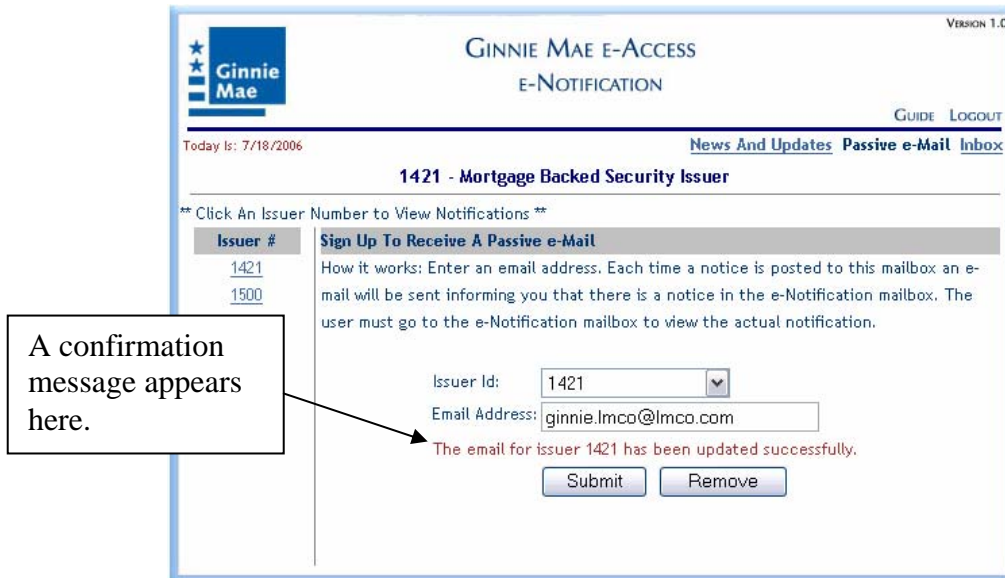 VERSION 1.0
Ginnie
Mae
GINNIE MAE E-ACCESS
E-NOTIFICATION
GUIDE LOGOUT
Today Is: 7/18/2006
News And Updates Passive e-Mail Inbox
1421 - Mortgage Backed Security Issuer
** Click An Issuer Number to View Notifications **
Issuer #
1421
1500
Sign Up To Receive A Passive e-Mail
How it works: Enter an email address. Each time a notice is posted to this mailbox an e-
mail will be sent informing you that there is a notice in the e-Notification mailbox. The
user must go to the e-Notification mailbox to view the actual notification.
A confirmation
message appears
here.
Issuer Id: 1421
Email Address: ginnie.lmco@lmco.com
The email for issuer 1421 has been updated successfully.
Submit Remove